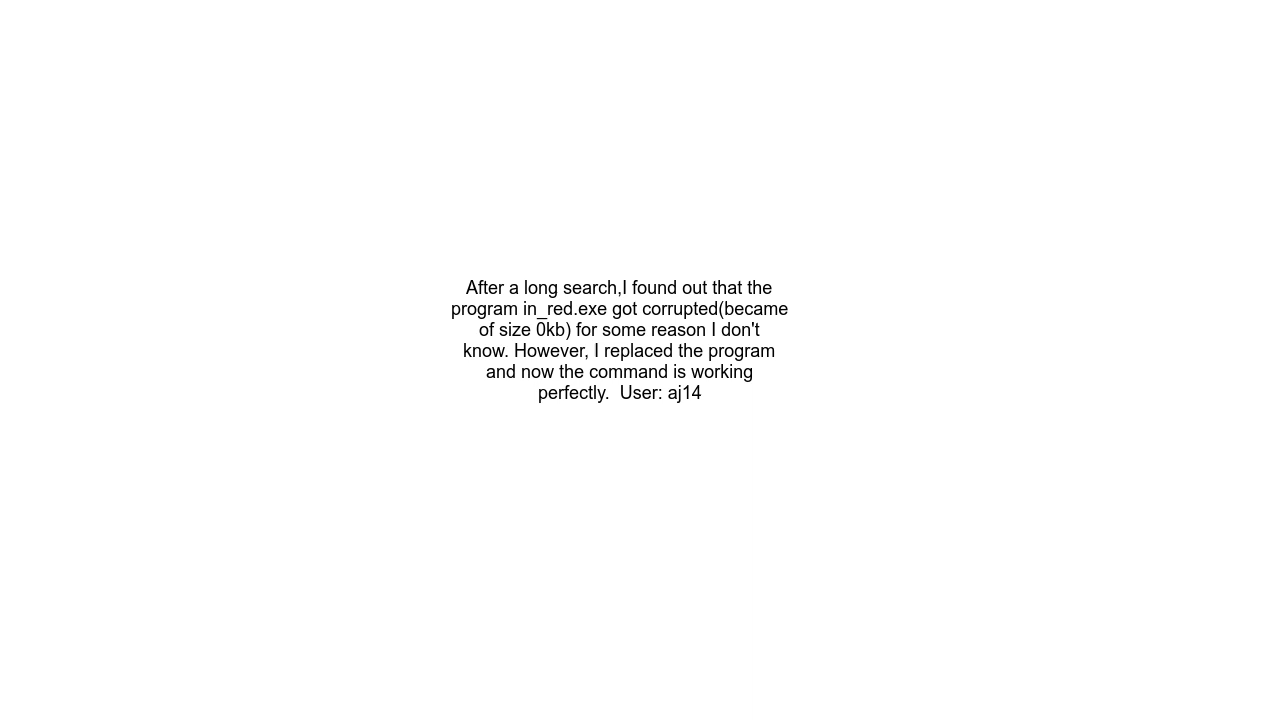 After a long search,I found out that the
program in_red.exe got corrupted(became
of size 0kb) for some reason I don't
know. However, I replaced the program
and now the command is working
perfectly.  User: aj14